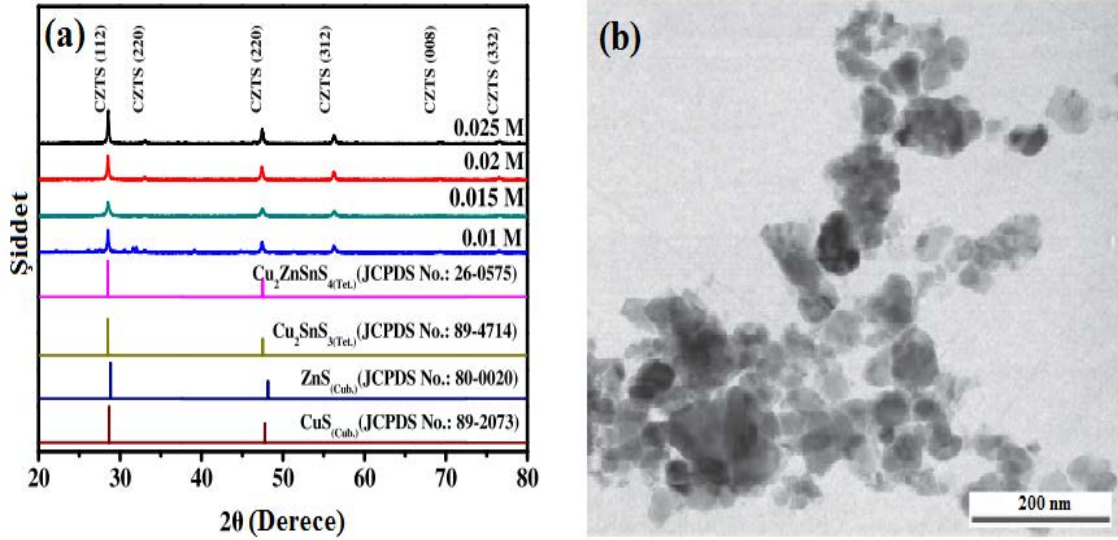 (a)
CZTS (112)
CZTS (220)
CZTS (220)
CZTS (312)
CZTS (008)
CZTS (332)
0.025 M
0.02 M
0.015 M
0.01 M
Cu₂ZnSnS₄(Tet.)(JCPDS No.: 26-0575)
Cu₂SnS₃(Tet.)(JCPDS No.: 89-4714)
ZnS(Cub.)(JCPDS No.: 80-0020)
CuS(Cub.)(JCPDS No.: 89-2073)
Şiddet
20 30 40 50 60 70 80
2θ (Derece)
(b)
200 nm